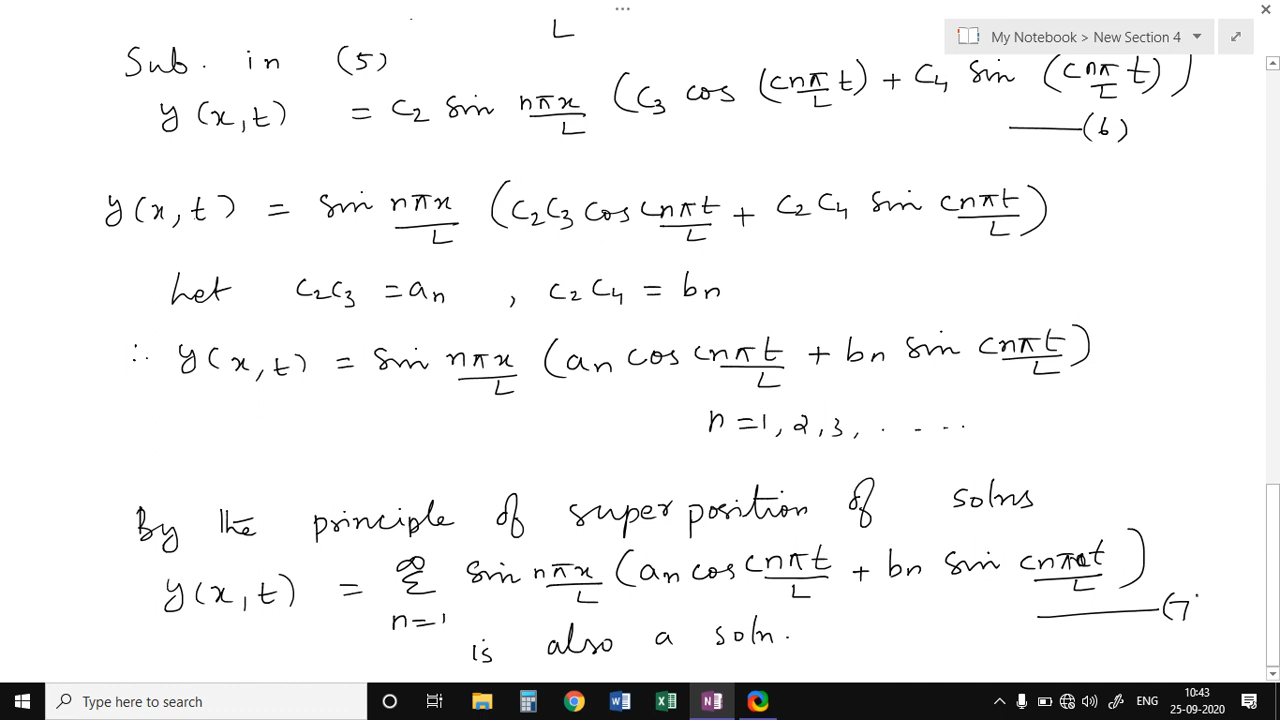 My Notebook > New Section 4
L
Sub. in (5)
y(x,t) = C2 sin nπx/L (C3 cos (cnπ/L t) + C4 sin (cnπ/L t))
——(6)
y(x,t) = sin nπx/L (C2C3 cos cnπt/L + C2C4 sin cnπt/L)
Let C2C3 = an , C2C4 = bn
∴ y(x,t) = sin nπx/L (an cos cnπt/L + bn sin cnπt/L)
n = 1, 2, 3, . . . .
By the principle of superposition of solns
y(x,t) = ∞ Σ n=1 sin nπx/L (an cos cnπt/L + bn sin cnπt/L)
——(7
is also a soln.
Type here to search
ENG
10:43
25-09-2020